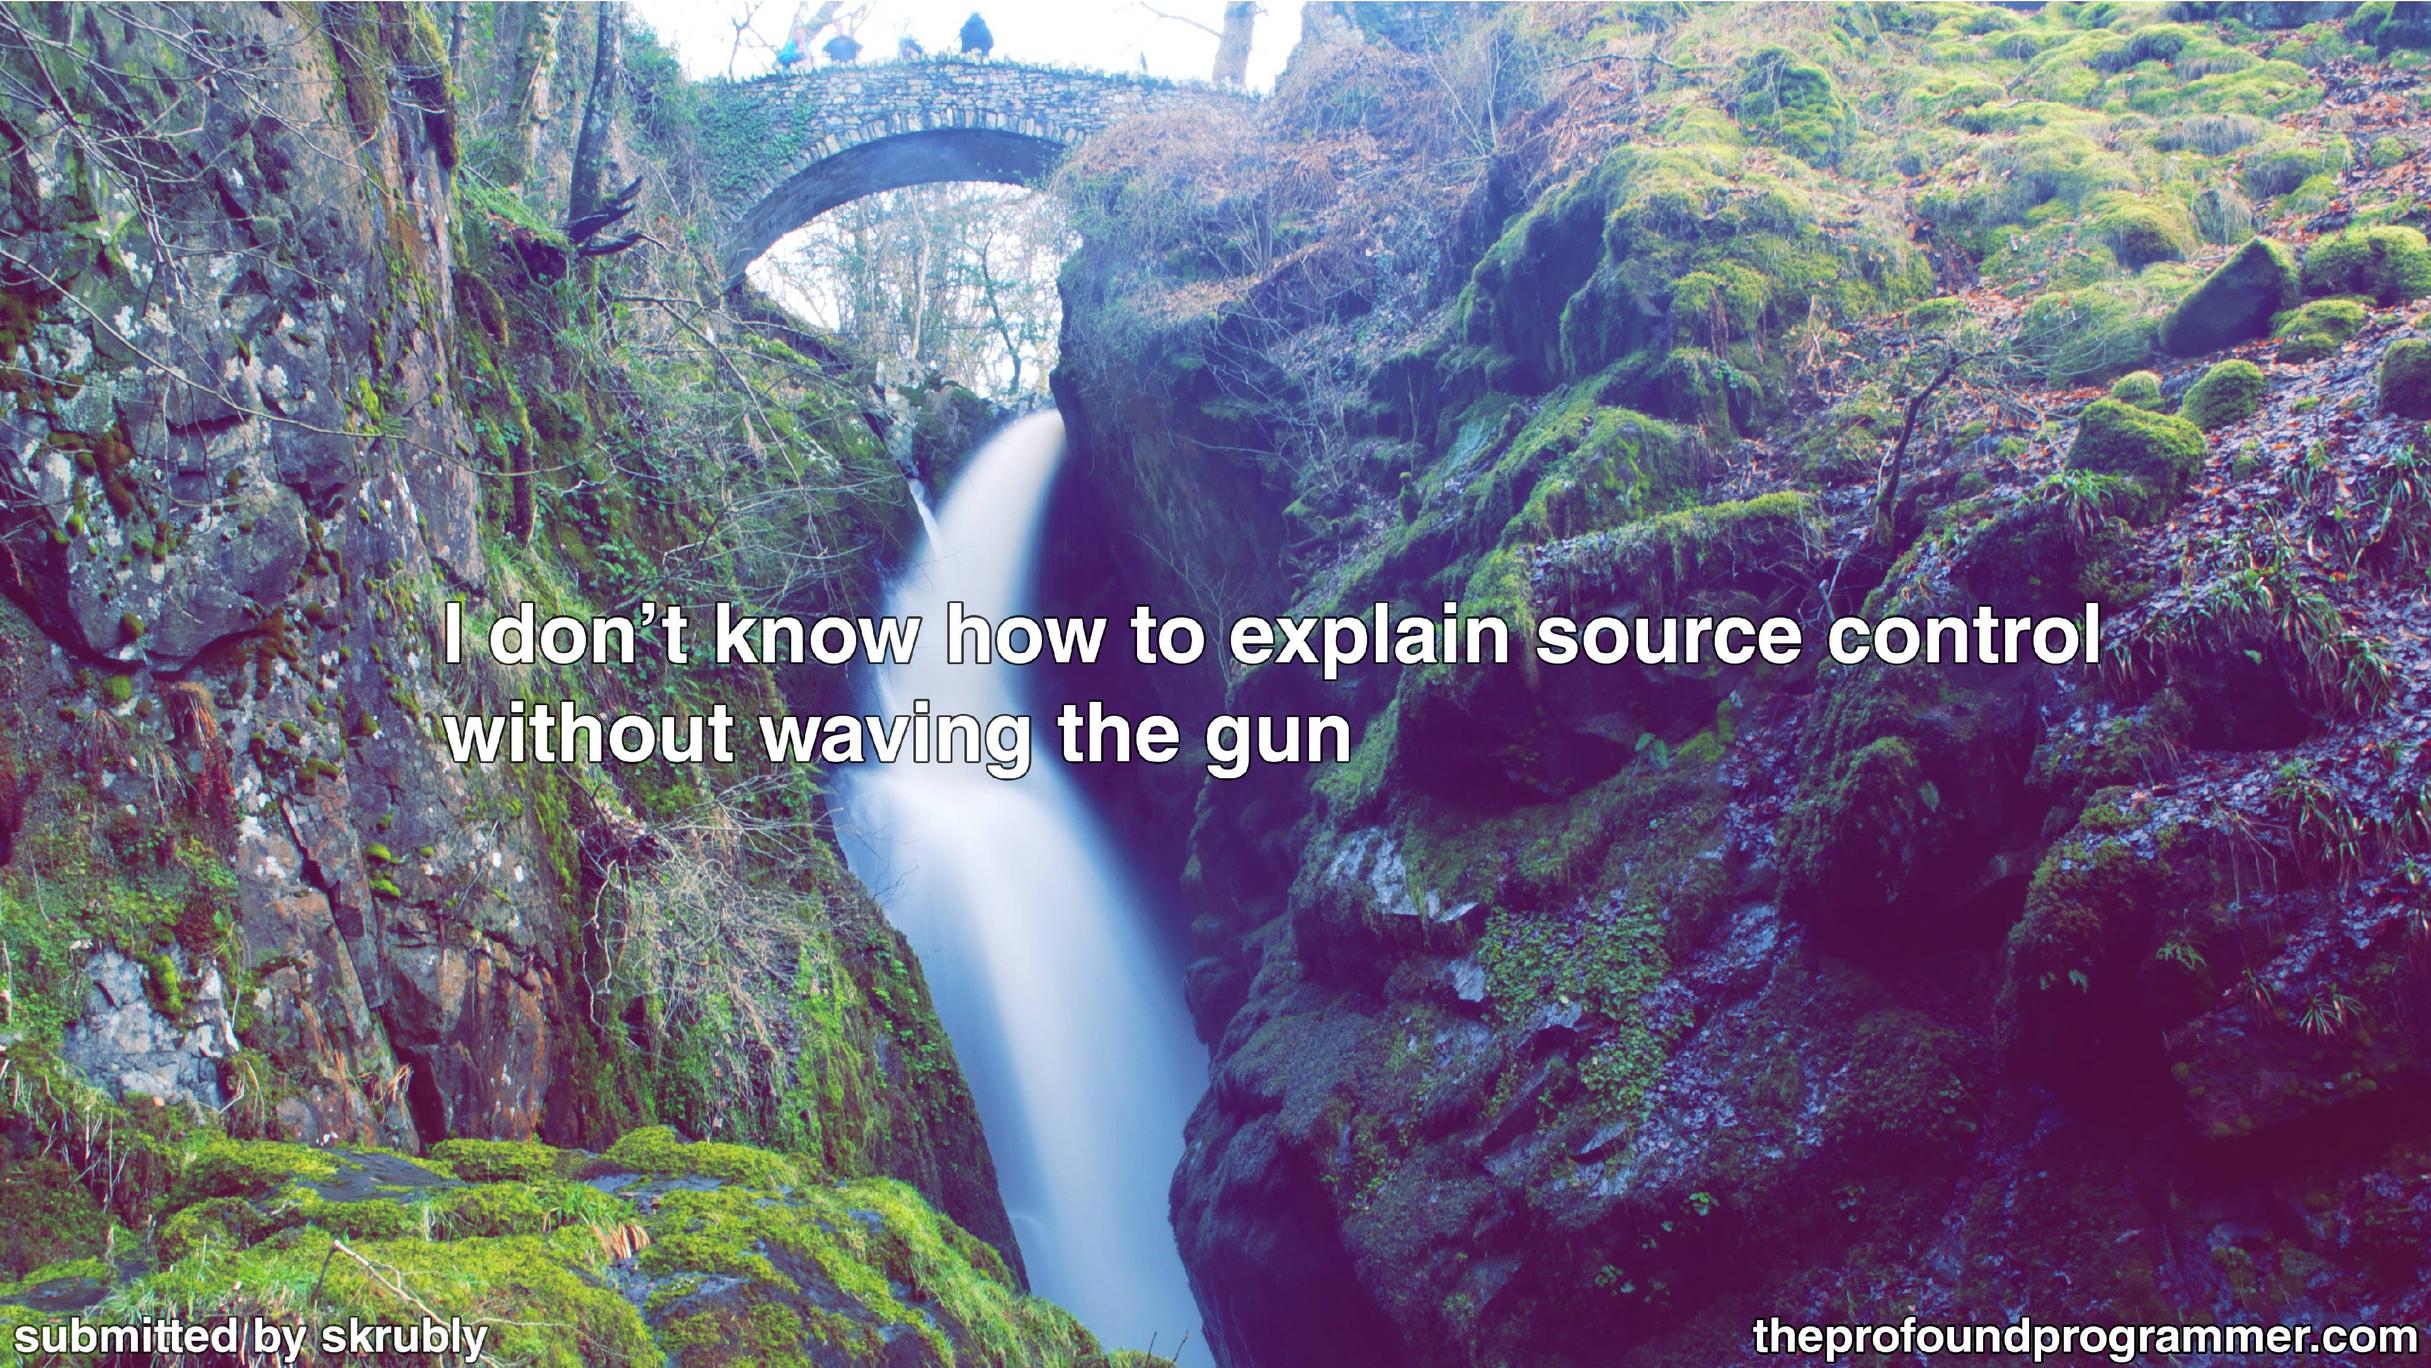 I don’t know how to explain source control
without waving the gun
submitted by skrubly
theprofoundprogrammer.com